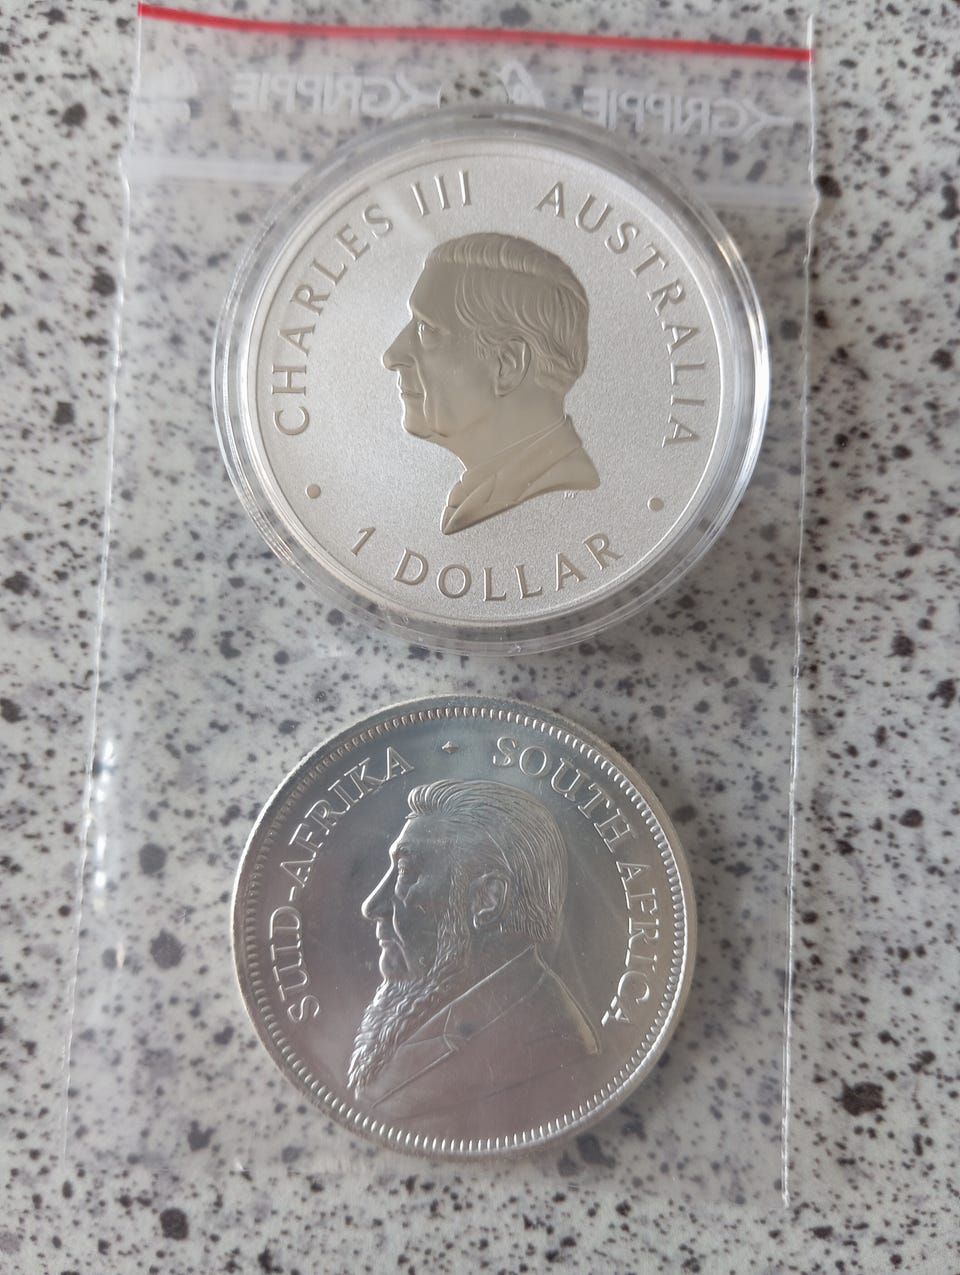 GRIPPIE GRIPPIE
CHARLES III AUSTRALIA
1 DOLLAR
SUID-AFRIKA SOUTH AFRICA